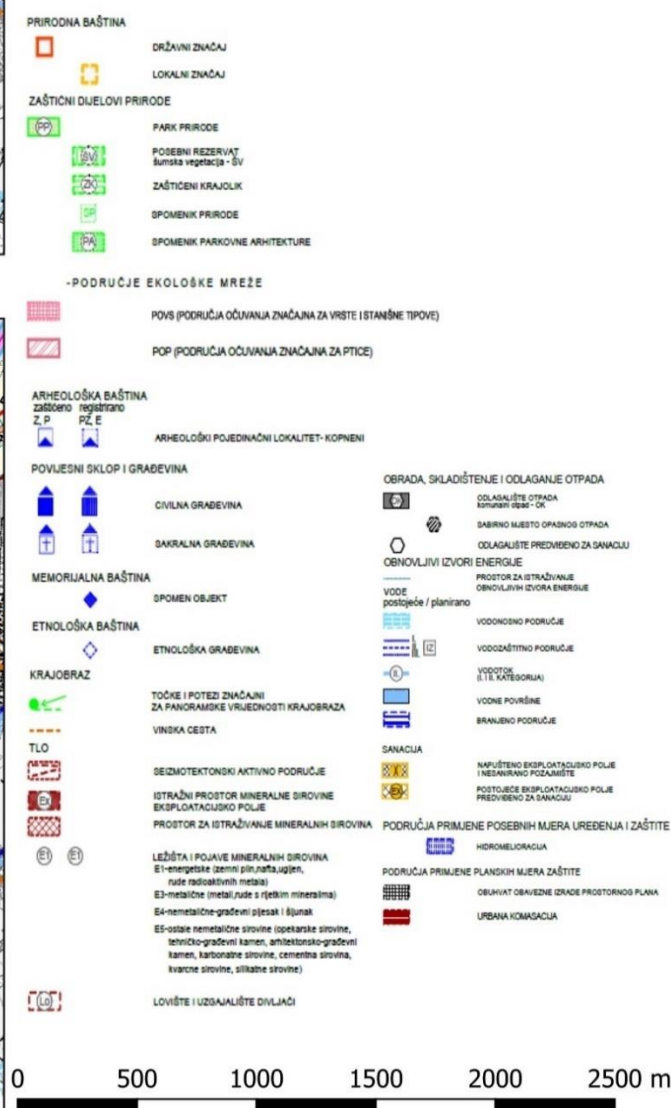 PRIRODNA BAŠTINA
DRŽAVNI ZNAČAJ
LOKALNI ZNAČAJ
ZAŠTIĆNI DIJELOVI PRIRODE
PP
PARK PRIRODE
ŠV
POSEBNI REZERVAT
šumska vegetacija - ŠV
ZK
ZAŠTIĆENI KRAJOLIK
SP
SPOMENIK PRIRODE
PA
SPOMENIK PARKOVNE ARHITEKTURE
-PODRUČJE EKOLOŠKE MREŽE
POVS (PODRUČJA OČUVANJA ZNAČAJNA ZA VRSTE I STANIŠNE TIPOVE)
POP (PODRUČJA OČUVANJA ZNAČAJNA ZA PTICE)
ARHEOLOŠKA BAŠTINA
zaštićeno registrirano
Z, P PZ, E
ARHEOLOŠKI POJEDINAČNI LOKALITET- KOPNENI
POVIJESNI SKLOP I GRAĐEVINA
CIVILNA GRAĐEVINA
SAKRALNA GRAĐEVINA
MEMORIJALNA BAŠTINA
SPOMEN OBJEKT
ETNOLOŠKA BAŠTINA
ETNOLOŠKA GRAĐEVINA
KRAJOBRAZ
TOČKE I POTEZI ZNAČAJNI
ZA PANORAMSKE VRIJEDNOSTI KRAJOBRAZA
VINSKA CESTA
TLO
SEIZMOTEKTONSKI AKTIVNO PODRUČJE
Ex
ISTRAŽNI PROSTOR MINERALNE SIROVINE
EKSPLOATACIJSKO POLJE
PROSTOR ZA ISTRAŽIVANJE MINERALNIH SIROVINA
E1 E1
LEŽIŠTA I POJAVE MINERALNIH SIROVINA
E1-energetske (zemni plin,nafta,ugljen,
rude radioaktivnih metala)
E3-metalične (metali,rude s rijetkim mineralima)
E4-nemetalične-građevni pijesak i šljunak
E5-ostale nemetalične sirovine (opekarske sirovine,
tehničko-građevni kamen, arhitektonsko-građevni
kamen, karbonatne sirovine, cementna sirovina,
kvarcne sirovine, silikatne sirovine)
Lo
LOVIŠTE I UZGAJALIŠTE DIVLJAČI
OBRADA, SKLADIŠTENJE I ODLAGANJE OTPADA
OK
ODLAGALIŠTE OTPADA
komunalni otpad - OK
SABIRNO MJESTO OPASNOG OTPADA
ODLAGALIŠTE PREDVIĐENO ZA SANACIJU
OBNOVLJIVI IZVORI ENERGIJE
PROSTOR ZA ISTRAŽIVANJE
OBNOVLJIVIH IZVORA ENERGIJE
VODE
postojeće / planirano
VODONOSNO PODRUČJE
IZ
VODOZAŠTITNO PODRUČJE
II.
VODOTOK
(I. I II. KATEGORIJA)
VODNE POVRŠINE
BRANJENO PODRUČJE
SANACIJA
X
NAPUŠTENO EKSPLOATACIJSKO POLJE
I NESANIRANO POZAJMIŠTE
POSTOJEĆE EKSPLOATACIJSKO POLJE
PREDVIĐENO ZA SANACIJU
PODRUČJA PRIMJENE POSEBNIH MJERA UREĐENJA I ZAŠTITE
HIDROMELIORACIJA
PODRUČJA PRIMJENE PLANSKIH MJERA ZAŠTITE
OBUHVAT OBAVEZNE IZRADE PROSTORNOG PLANA
URBANA KOMASACIJA
0 500 1000 1500 2000 2500 m